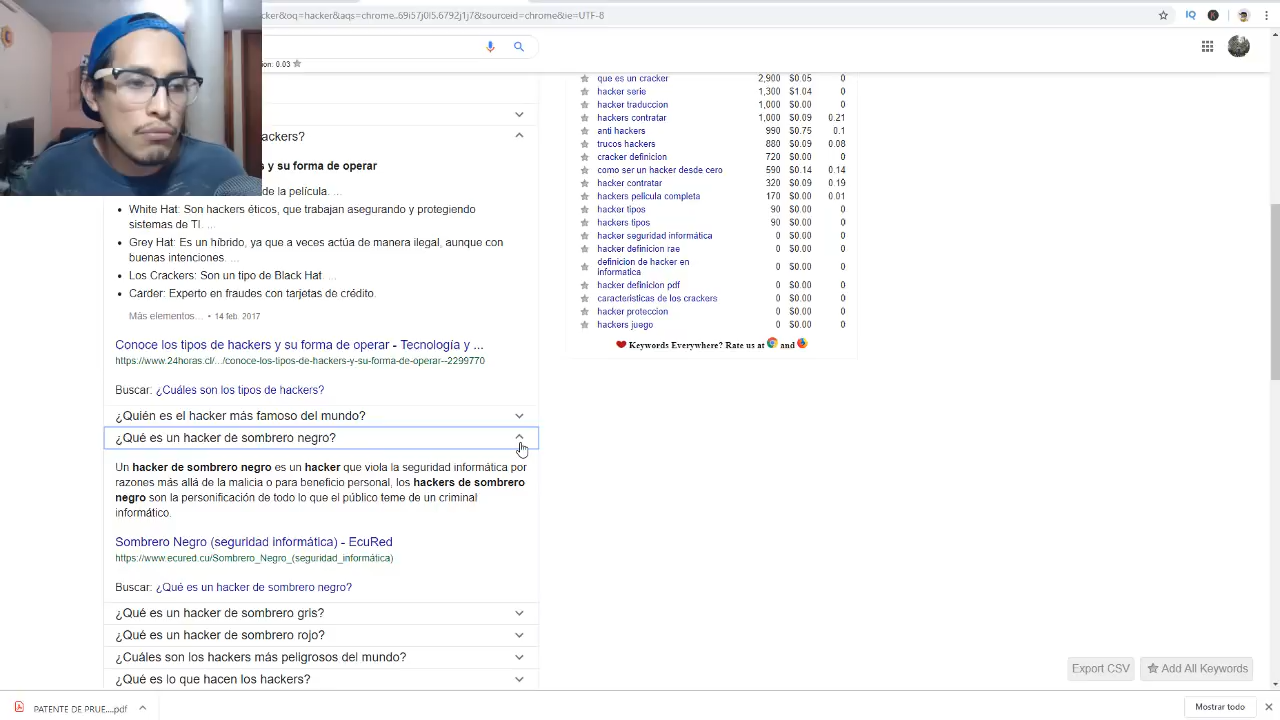 cker&oq=hacker&aqs=chrome..69i57j0l5.6792j1j7&sourceid=chrome&ie=UTF-8
ion: 0.03
ackers?
s y su forma de operar
de la película. ...
• White Hat: Son hackers éticos, que trabajan asegurando y protegiendo
sistemas de TI. ...
• Grey Hat: Es un híbrido, ya que a veces actúa de manera ilegal, aunque con
buenas intenciones. ...
• Los Crackers: Son un tipo de Black Hat ...
• Carder: Experto en fraudes con tarjetas de crédito.
Más elementos... • 14 feb. 2017
Conoce los tipos de hackers y su forma de operar - Tecnología y ...
https://www.24horas.cl/.../conoce-los-tipos-de-hackers-y-su-forma-de-operar--2299770
Buscar: ¿Cuáles son los tipos de hackers?
¿Quién es el hacker más famoso del mundo?
¿Qué es un hacker de sombrero negro?
Un hacker de sombrero negro es un hacker que viola la seguridad informática por
razones más allá de la malicia o para beneficio personal, los hackers de sombrero
negro son la personificación de todo lo que el público teme de un criminal
informático.
Sombrero Negro (seguridad informática) - EcuRed
https://www.ecured.cu/Sombrero_Negro_(seguridad_informática)
Buscar: ¿Qué es un hacker de sombrero negro?
¿Qué es un hacker de sombrero gris?
¿Qué es un hacker de sombrero rojo?
¿Cuáles son los hackers más peligrosos del mundo?
¿Qué es lo que hacen los hackers?
que es un cracker 2,900 $0.05 0
hacker serie 1,300 $1.04 0
hacker traduccion 1,000 $0.00 0
hackers contratar 1,000 $0.09 0.21
anti hackers 990 $0.75 0.1
trucos hackers 880 $0.09 0.08
cracker definicion 720 $0.00 0
como ser un hacker desde cero 590 $0.14 0.14
hacker contratar 320 $0.09 0.19
hackers pelicula completa 170 $0.00 0.01
hacker tipos 90 $0.00 0
hackers tipos 90 $0.00 0
hacker seguridad informática 0 $0.00 0
hacker definicion rae 0 $0.00 0
definicion de hacker en
informatica 0 $0.00 0
hacker definicion pdf 0 $0.00 0
caracteristicas de los crackers 0 $0.00 0
hacker proteccion 0 $0.00 0
hackers juego 0 $0.00 0
Keywords Everywhere? Rate us at and
Export CSV
Add All Keywords
PATENTE DE PRUE....pdf
Mostrar todo
IQ
K